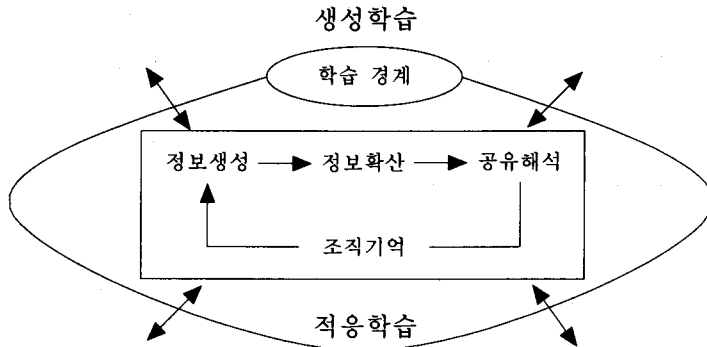 생성학습
학습 경계
정보생성 정보확산 공유해석
조직기억
적응학습